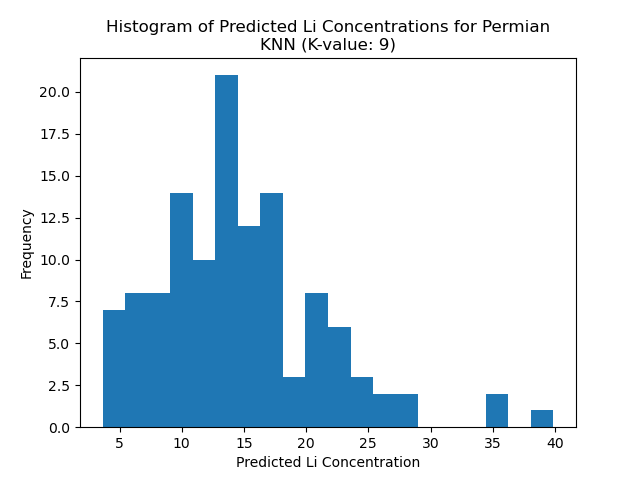 Histogram of Predicted Li Concentrations for Permian
KNN (K-value: 9)
20.0
17.5
15.0
12.5
10.0
7.5
5.0
2.5
0.0
Frequency
5 10 15 20 25 30 35 40
Predicted Li Concentration